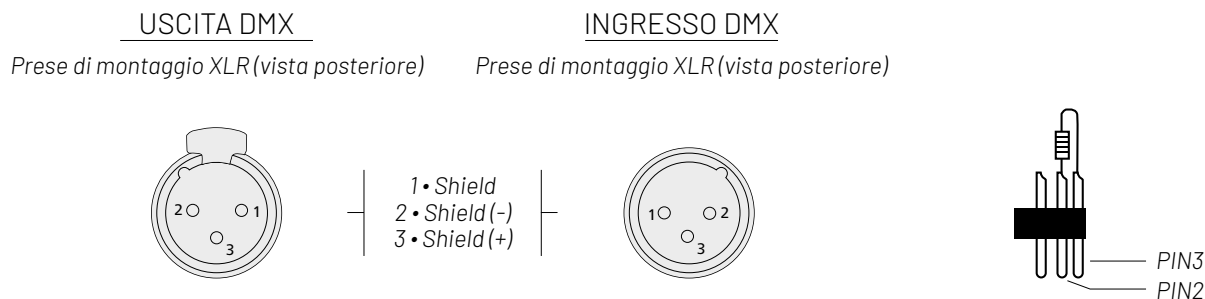 USCITA DMX
Prese di montaggio XLR (vista posteriore)
INGRESSO DMX
Prese di montaggio XLR (vista posteriore)
2
1
3
1 • Shield
2 • Shield (-)
3 • Shield (+)
1
2
3
PIN3
PIN2